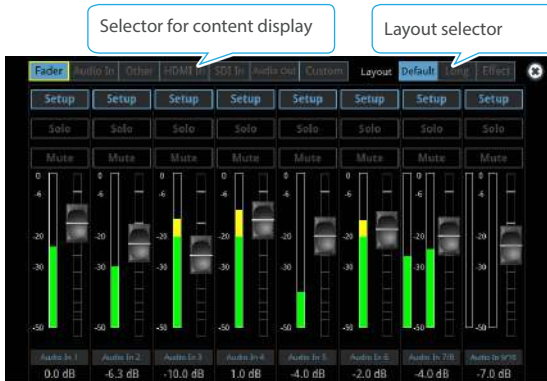 Selector for content display
Layout selector
Fader Audio In Other HDMI In SDI In Audio Out Custom Layout Default Long Effect
Setup Setup Setup Setup Setup Setup Setup Setup
Solo Solo Solo Solo Solo Solo Solo Solo
Mute Mute Mute Mute Mute Mute Mute Mute
0 0 0 0 0 0 0 0
-6 -6 -6 -6 -6 -6 -6 -6
-20 -20 -20 -20 -20 -20 -20 -20
-30 -30 -30 -30 -30 -30 -30 -30
-50 -50 -50 -50 -50 -50 -50 -50
Audio In 1 Audio In 2 Audio In 3 Audio In 4 Audio In 5 Audio In 6 Audio In 7/8 Audio In 9/10
0.0 dB -6.3 dB -10.0 dB 1.0 dB -4.0 dB -2.0 dB -4.0 dB -7.0 dB